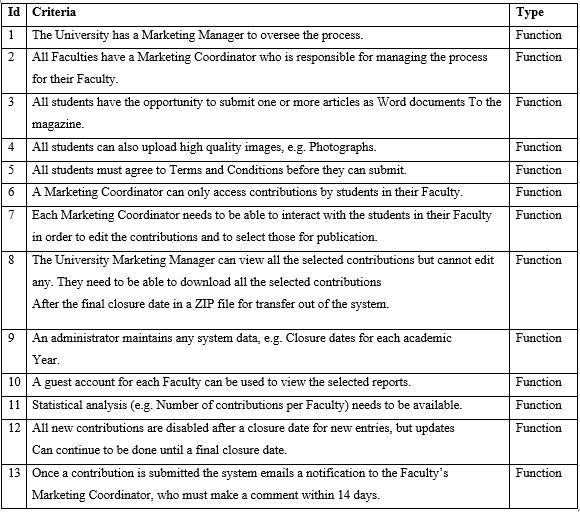 Id Criteria Type
1 The University has a Marketing Manager to oversee the process. Function
2 All Faculties have a Marketing Coordinator who is responsible for managing the process Function
for their Faculty.
3 All students have the opportunity to submit one or more articles as Word documents To the Function
magazine.
4 All students can also upload high quality images, e.g. Photographs. Function
5 All students must agree to Terms and Conditions before they can submit. Function
6 A Marketing Coordinator can only access contributions by students in their Faculty. Function
7 Each Marketing Coordinator needs to be able to interact with the students in their Faculty Function
in order to edit the contributions and to select those for publication.
8 The University Marketing Manager can view all the selected contributions but cannot edit Function
any. They need to be able to download all the selected contributions
After the final closure date in a ZIP file for transfer out of the system.
9 An administrator maintains any system data, e.g. Closure dates for each academic Function
Year.
10 A guest account for each Faculty can be used to view the selected reports. Function
11 Statistical analysis (e.g. Number of contributions per Faculty) needs to be available. Function
12 All new contributions are disabled after a closure date for new entries, but updates Function
Can continue to be done until a final closure date.
13 Once a contribution is submitted the system emails a notification to the Faculty's Function
Marketing Coordinator, who must make a comment within 14 days.